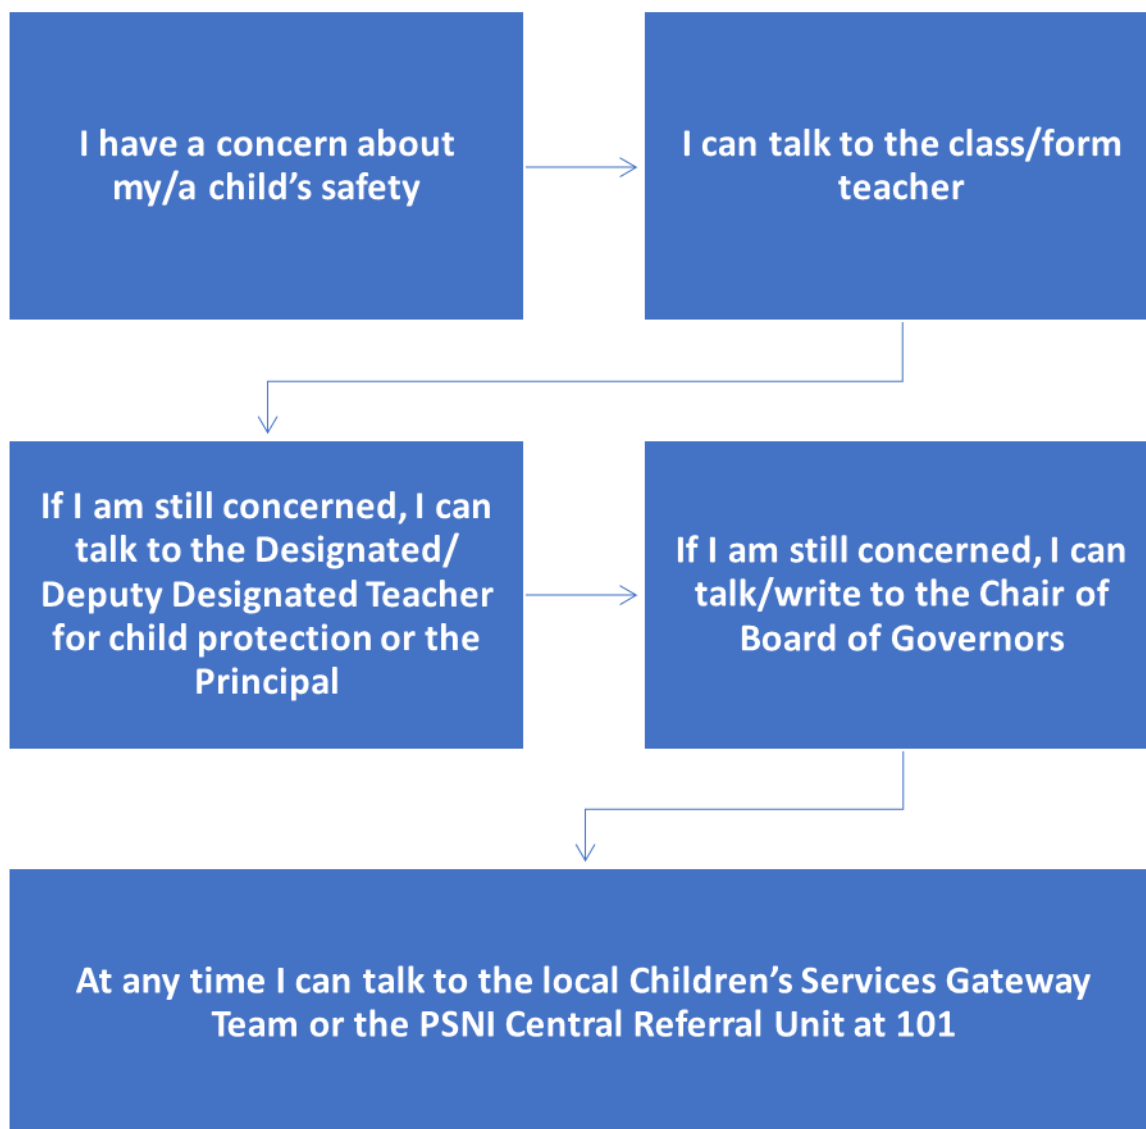 I have a concern about
my/a child’s safety
I can talk to the class/form
teacher
If I am still concerned, I can
talk to the Designated/
Deputy Designated Teacher
for child protection or the
Principal
If I am still concerned, I can
talk/write to the Chair of
Board of Governors
At any time I can talk to the local Children’s Services Gateway
Team or the PSNI Central Referral Unit at 101